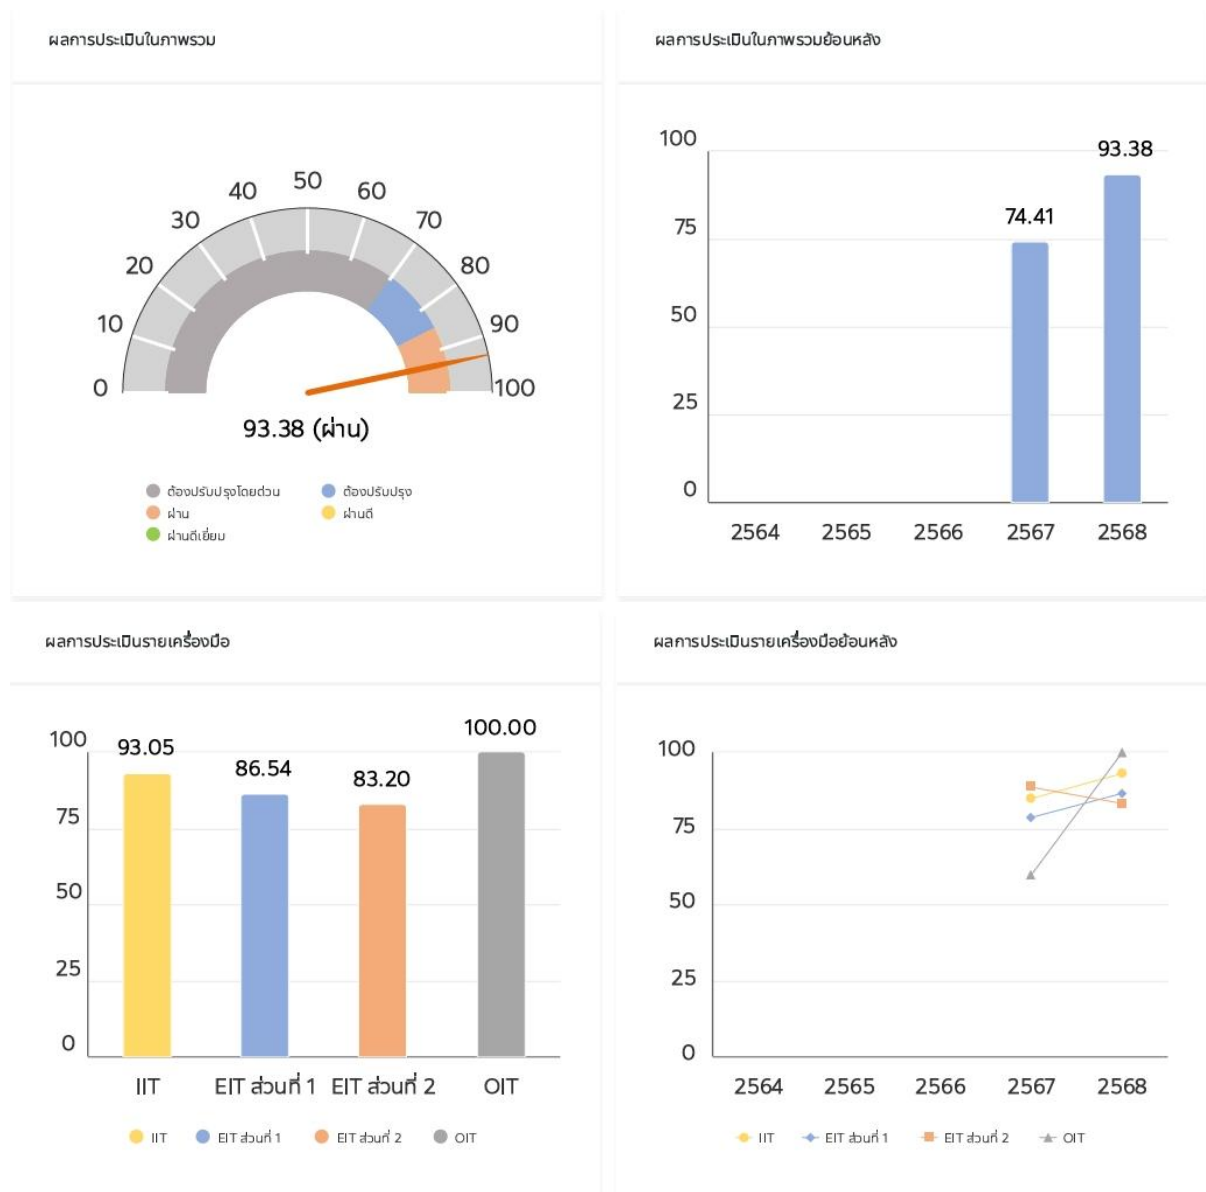 ผลการประเมินในภาพรวม
50
40
60
30
70
20
80
10
90
0
100
93.38 (ผ่าน)
ต้องปรับปรุงโดยด่วน
ต้องปรับปรุง
ผ่าน
ผ่านดี
ผ่านดีเยี่ยม
ผลการประเมินในภาพรวมย้อนหลัง
100
93.38
74.41
75
50
25
0
2564 2565 2566 2567 2568
ผลการประเมินรายเครื่องมือ
100
93.05
86.54
83.20
100.00
75
50
25
0
IIT EIT ส่วนที่ 1 EIT ส่วนที่ 2 OIT
IIT EIT ส่วนที่ 1 EIT ส่วนที่ 2 OIT
ผลการประเมินรายเครื่องมือย้อนหลัง
100
75
50
25
0
2564 2565 2566 2567 2568
IIT EIT ส่วนที่ 1 EIT ส่วนที่ 2 OIT